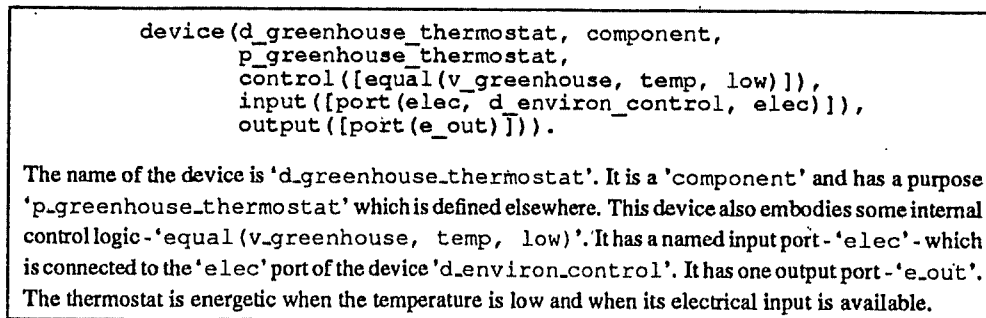 device(d_greenhouse_thermostat, component,
p_greenhouse_thermostat,
control([equal(v_greenhouse, temp, low)]),
input([port(elec, d_environ_control, elec)]),
output([port(e_out)])).
The name of the device is 'd_greenhouse_thermostat'. It is a 'component' and has a purpose
'p_greenhouse_thermostat' which is defined elsewhere. This device also embodies some internal
control logic - 'equal(v_greenhouse, temp, low)'. It has a named input port - 'elec' - which
is connected to the 'elec' port of the device 'd_environ_control'. It has one output port - 'e_out'.
The thermostat is energetic when the temperature is low and when its electrical input is available.